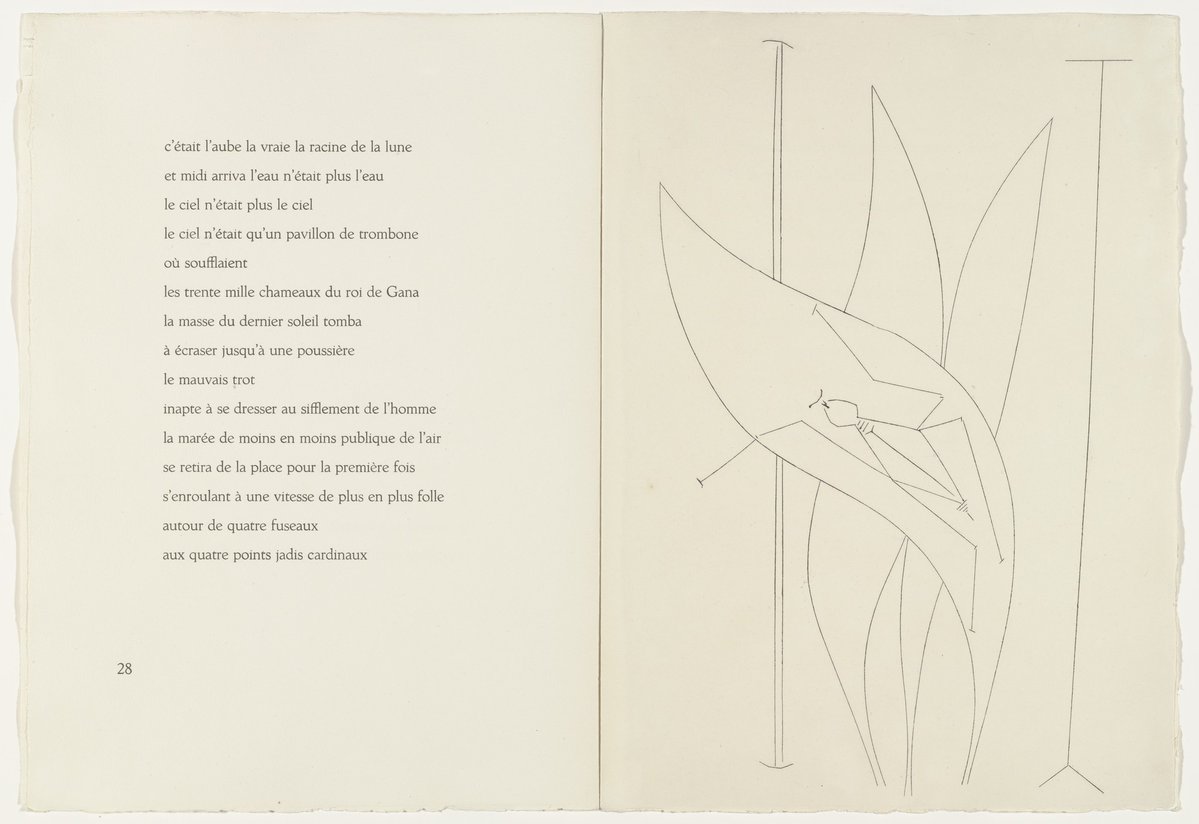 c'était l'aube la vraie la racine de la lune
et midi arriva l'eau n'était plus l'eau
le ciel n'était plus le ciel
le ciel n'était qu'un pavillon de trombone
où soufflaient
les trente mille chameaux du roi de Gana
la masse du dernier soleil tomba
à écraser jusqu'à une poussière
le mauvais trot
inapte à se dresser au sifflement de l'homme
la marée de moins en moins publique de l'air
se retira de la place pour la première fois
s'enroulant à une vitesse de plus en plus folle
autour de quatre fuseaux
aux quatre points jadis cardinaux
28